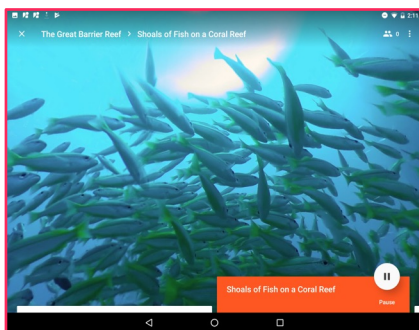 2:11
The Great Barrier Reef > Shoals of Fish on a Coral Reef
0
Shoals of Fish on a Coral Reef
Pause